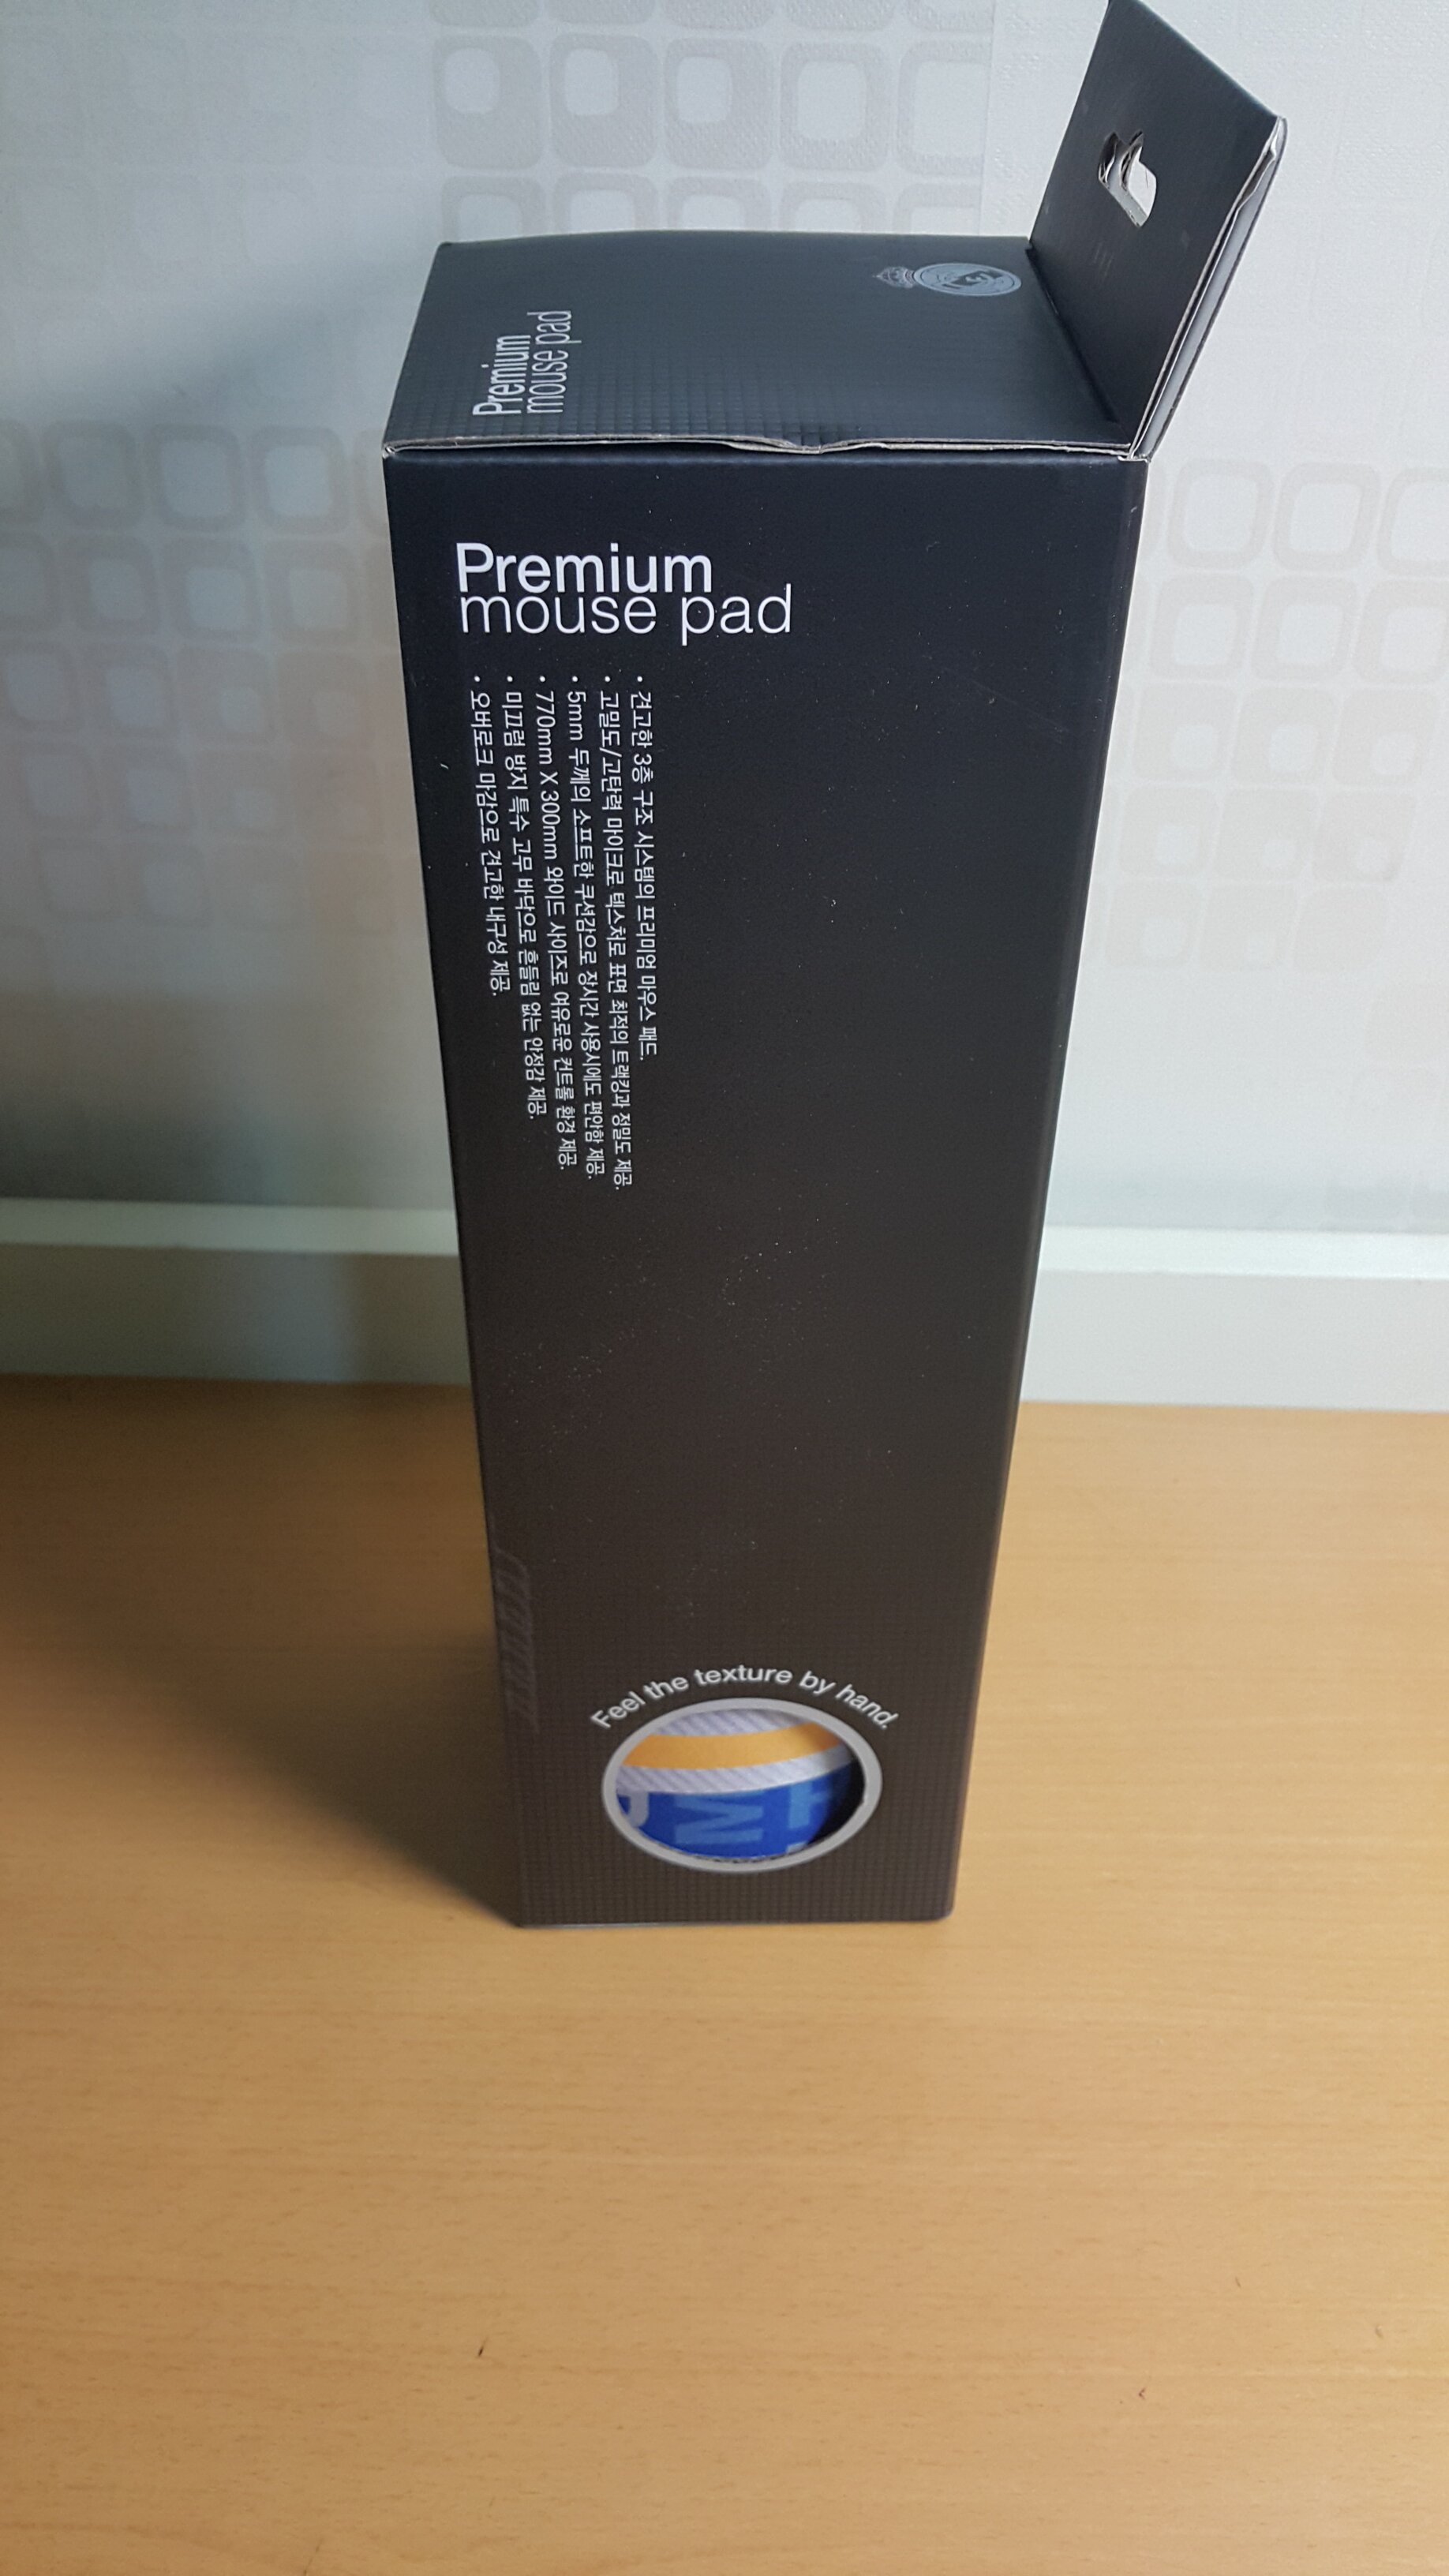 Premium
mouse pad
Premium
mouse pad
· 견고한 3층 구조 시스템의 프리미엄 마우스 패드.
· 고밀도/고탄력 마이크로 텍스처로 표면 최적의 트랙킹과 정밀도 제공.
· 5mm 두께의 소프트한 쿠션감으로 장시간 사용시에도 편안함 제공.
· 770mm X 300mm 와이드 사이즈로 여유로운 컨트롤 환경 제공.
· 미끄럼 방지 특수 고무 바닥으로 흔들림 없는 안정감 제공.
· 오버로크 마감으로 견고한 내구성 제공.
Feel the texture by hand.
M